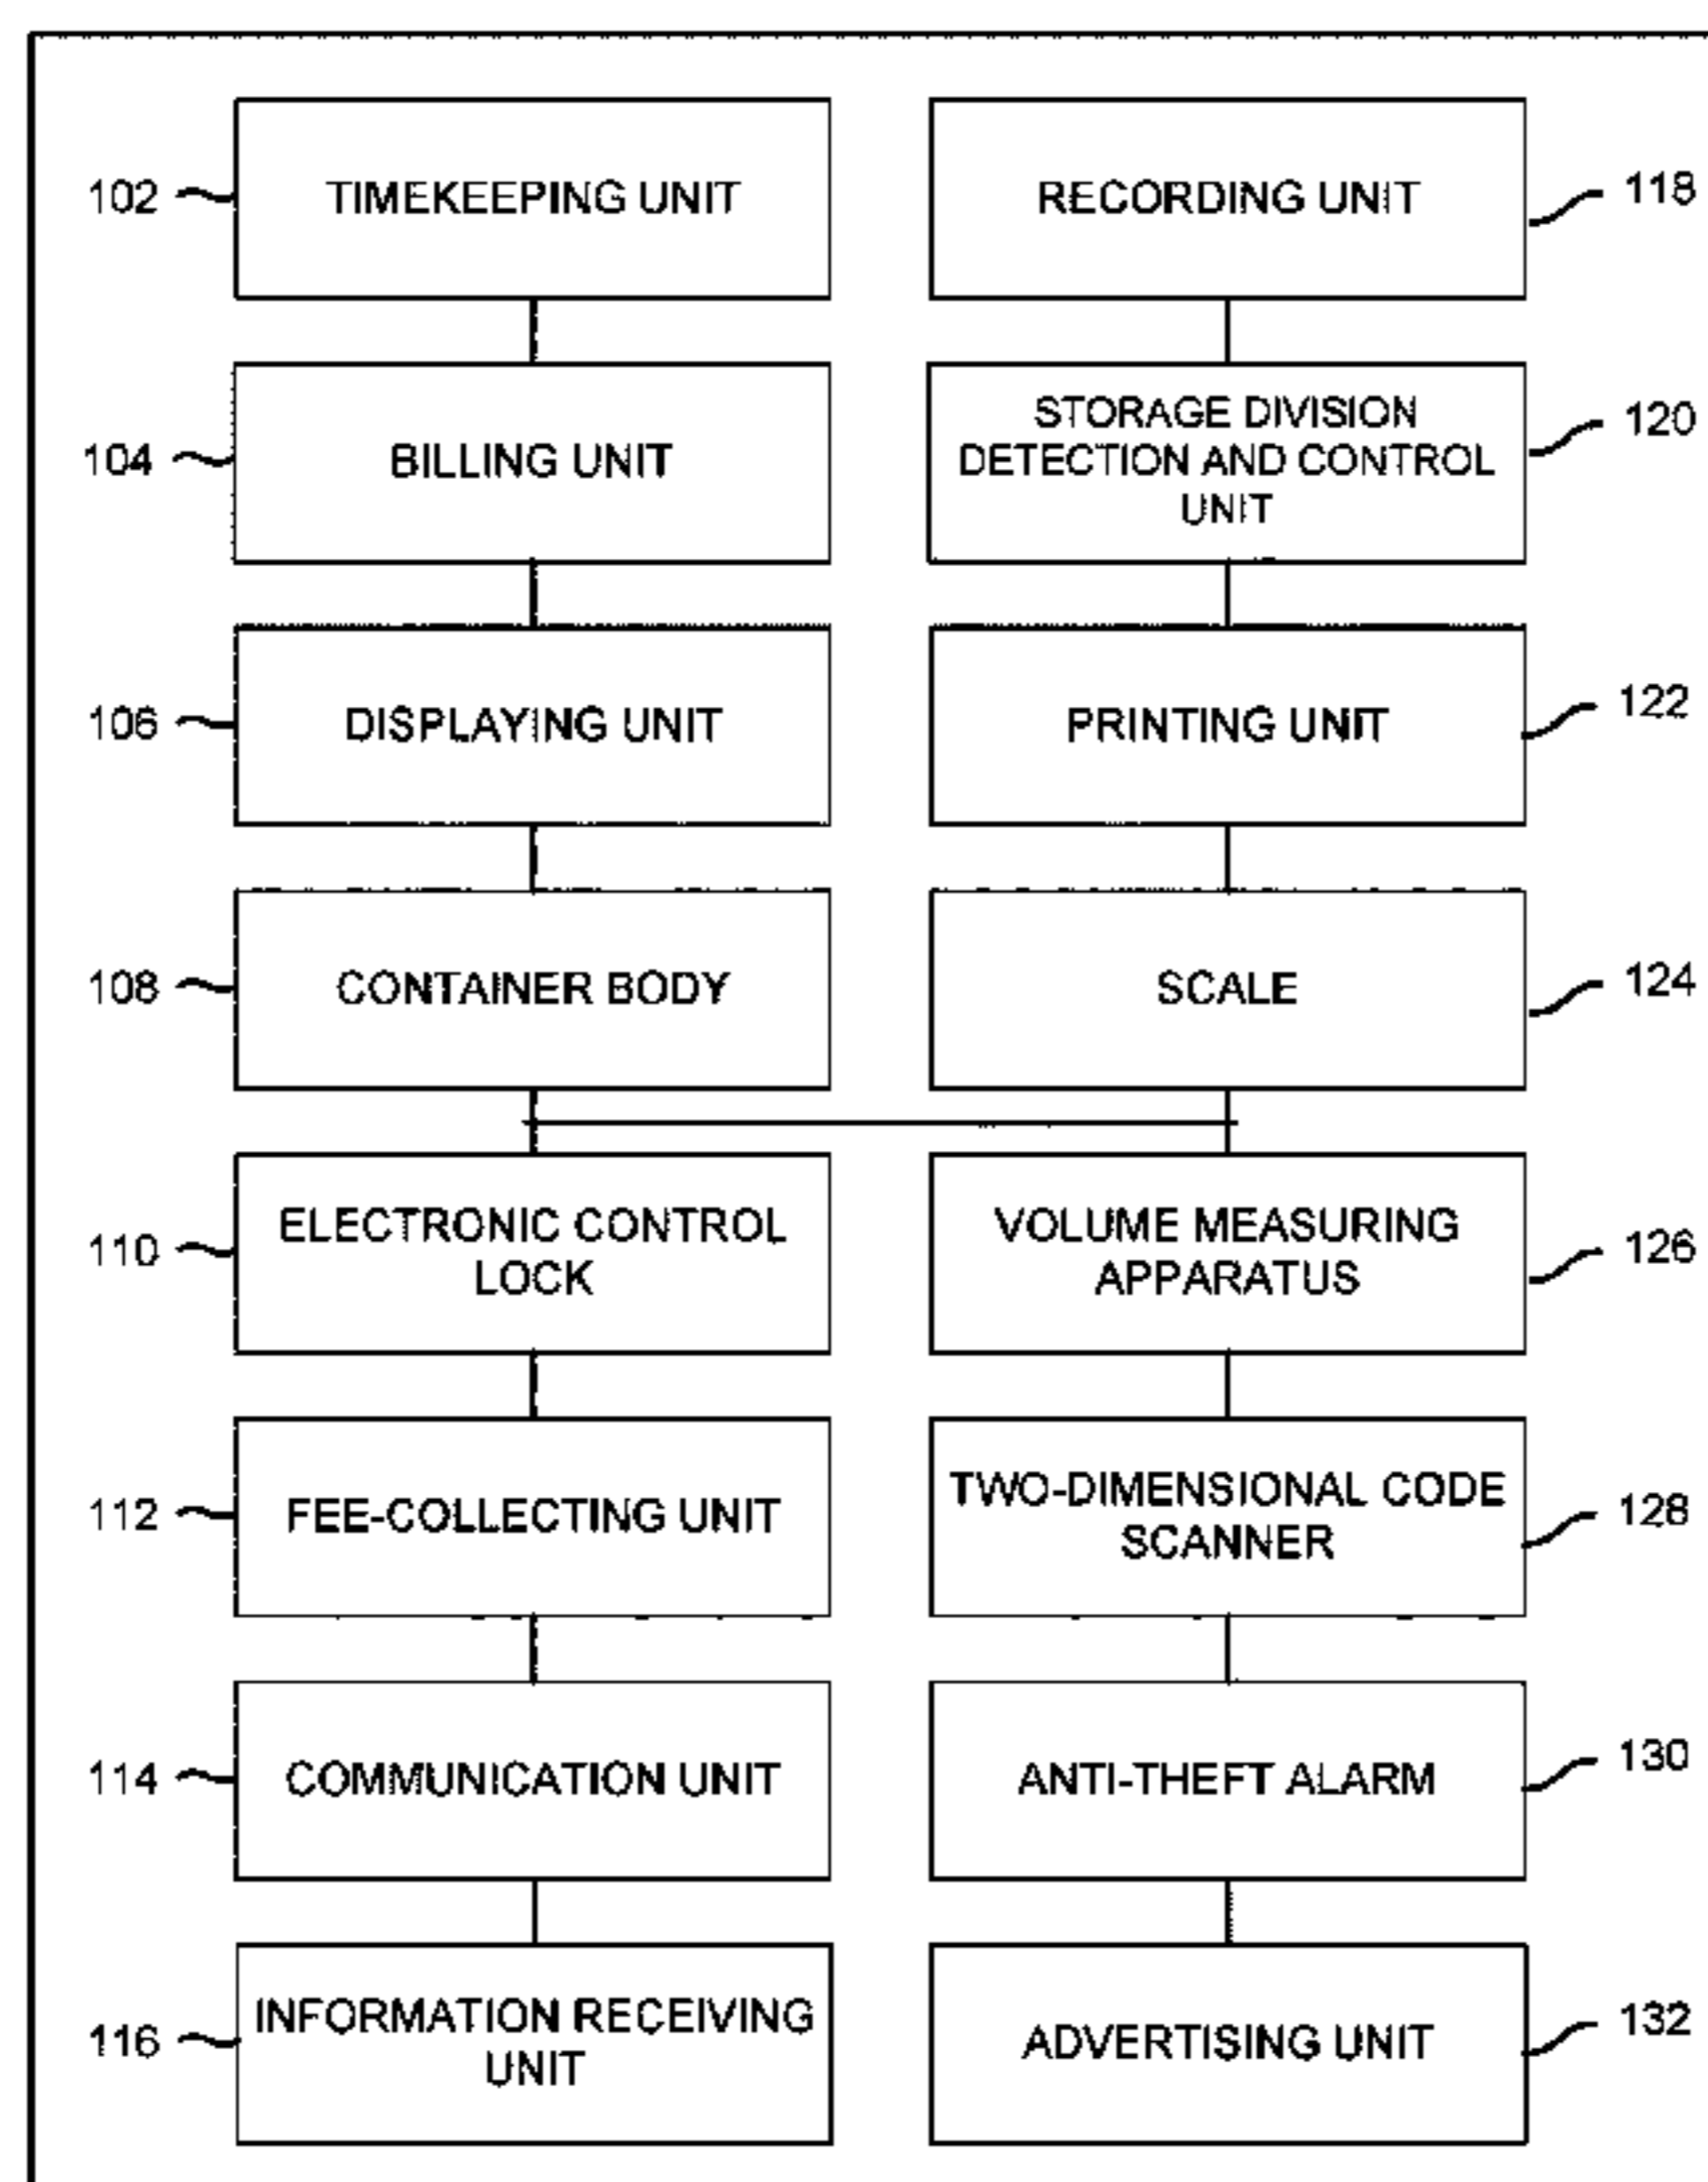 102
TIMEKEEPING UNIT
RECORDING UNIT
118
104
BILLING UNIT
STORAGE DIVISION
DETECTION AND CONTROL
UNIT
120
106
DISPLAYING UNIT
PRINTING UNIT
122
108
CONTAINER BODY
SCALE
124
110
ELECTRONIC CONTROL
LOCK
VOLUME MEASURING
APPARATUS
126
112
FEE-COLLECTING UNIT
TWO-DIMENSIONAL CODE
SCANNER
128
114
COMMUNICATION UNIT
ANTI-THEFT ALARM
130
116
INFORMATION RECEIVING
UNIT
ADVERTISING UNIT
132